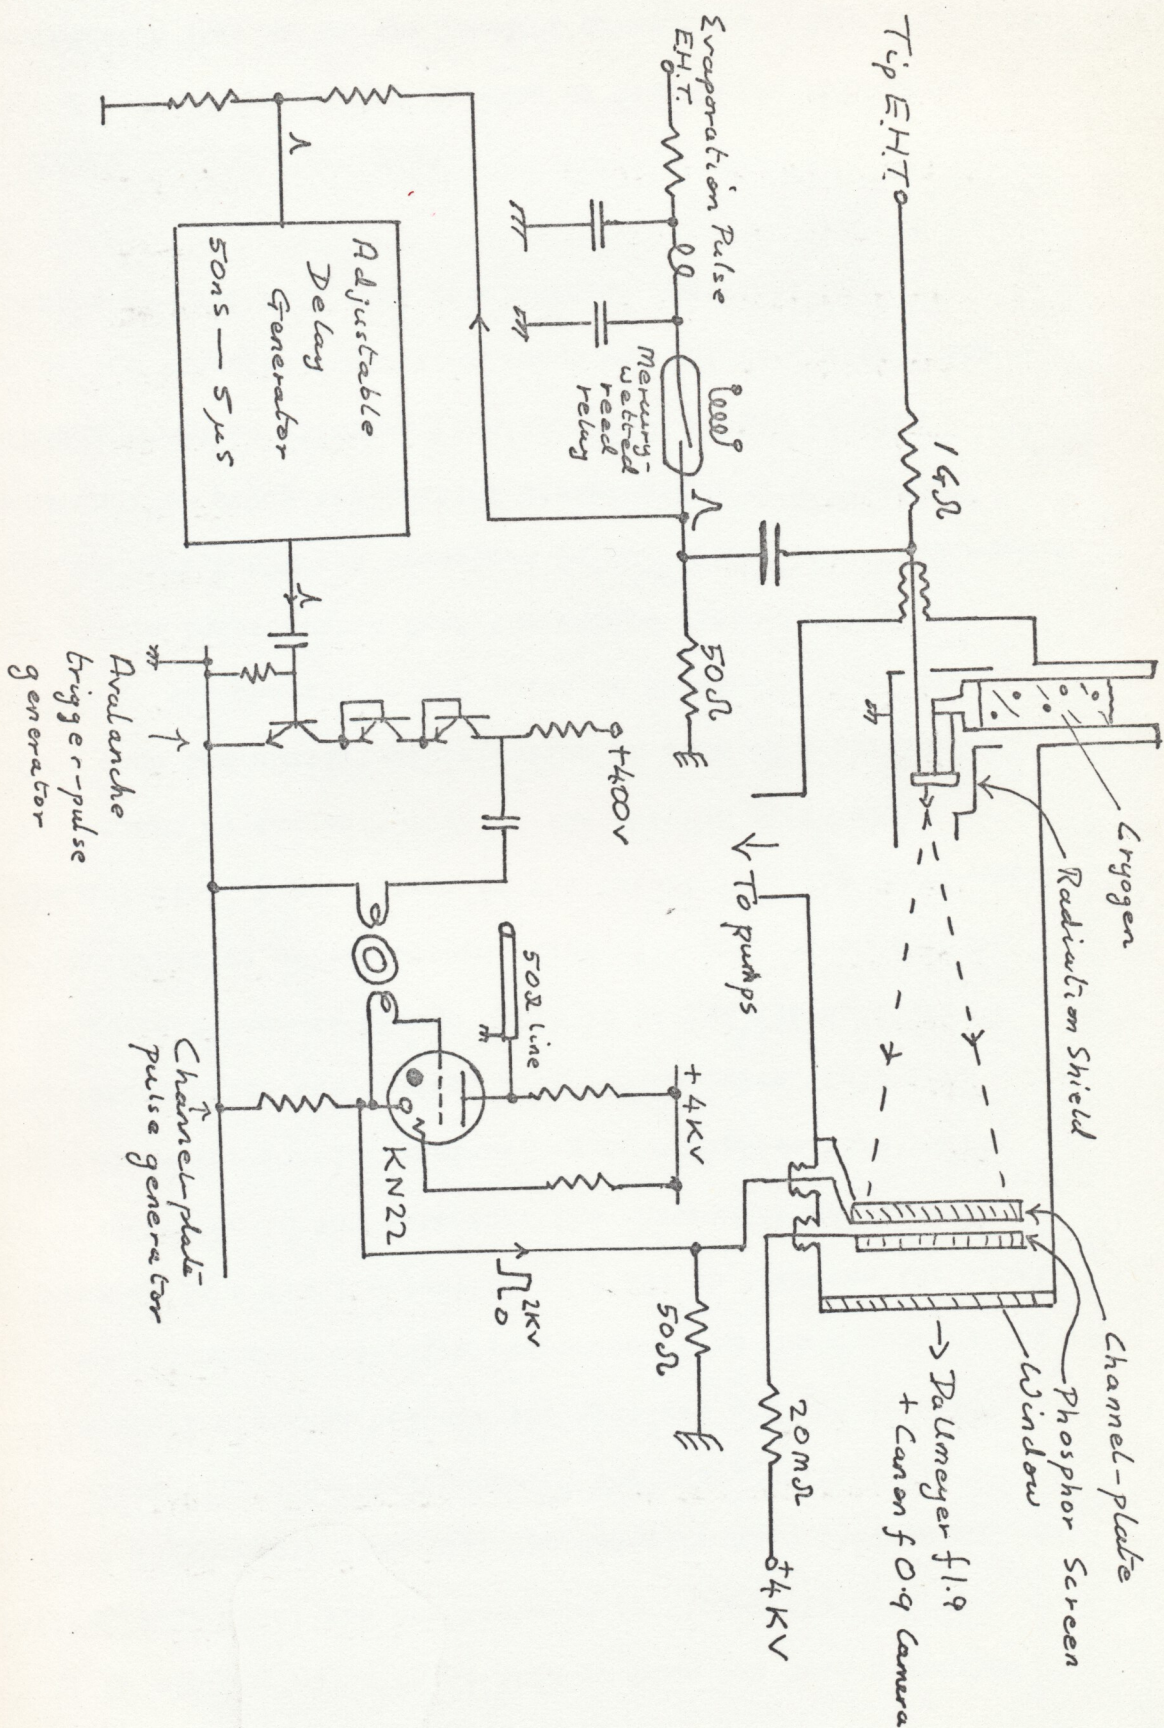 Tip E.H.T.
1GΩ
Cryogen
Radiation Shield
Channel-plate
Phosphor Screen
Window
→ Dallmeyer f1.9
+ Canon f0.9 Camera
Evaporation Pulse
E.H.T.
Mercury-
wetted
reed
relay
50Ω
↓ To pumps
20MΩ
+4KV
Adjustable
Delay
Generator
50ns — 5μs
+400V
50Ω line
+4KV
KN22
2KV
0
50Ω
Avalanche
trigger-pulse
generator
Channel-plate
pulse generator